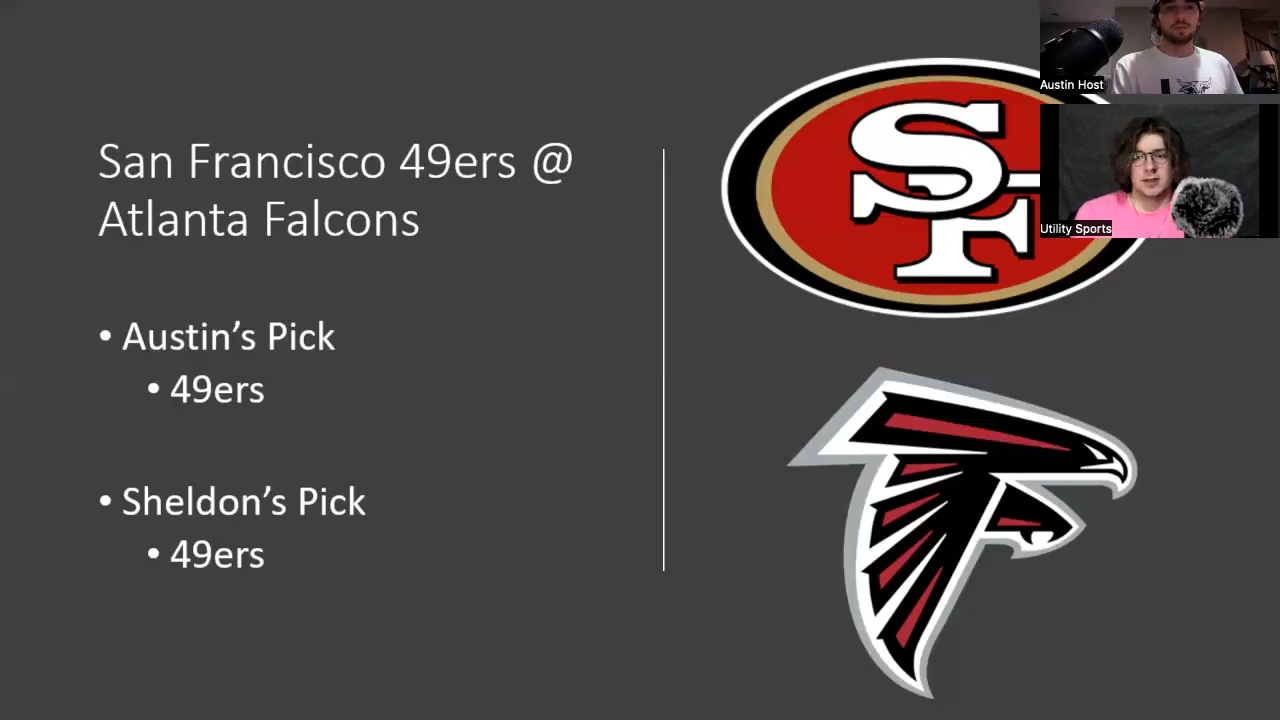 San Francisco 49ers @
Atlanta Falcons
• Austin’s Pick
• 49ers
• Sheldon’s Pick
• 49ers
SF
Austin Host
Utility Sports